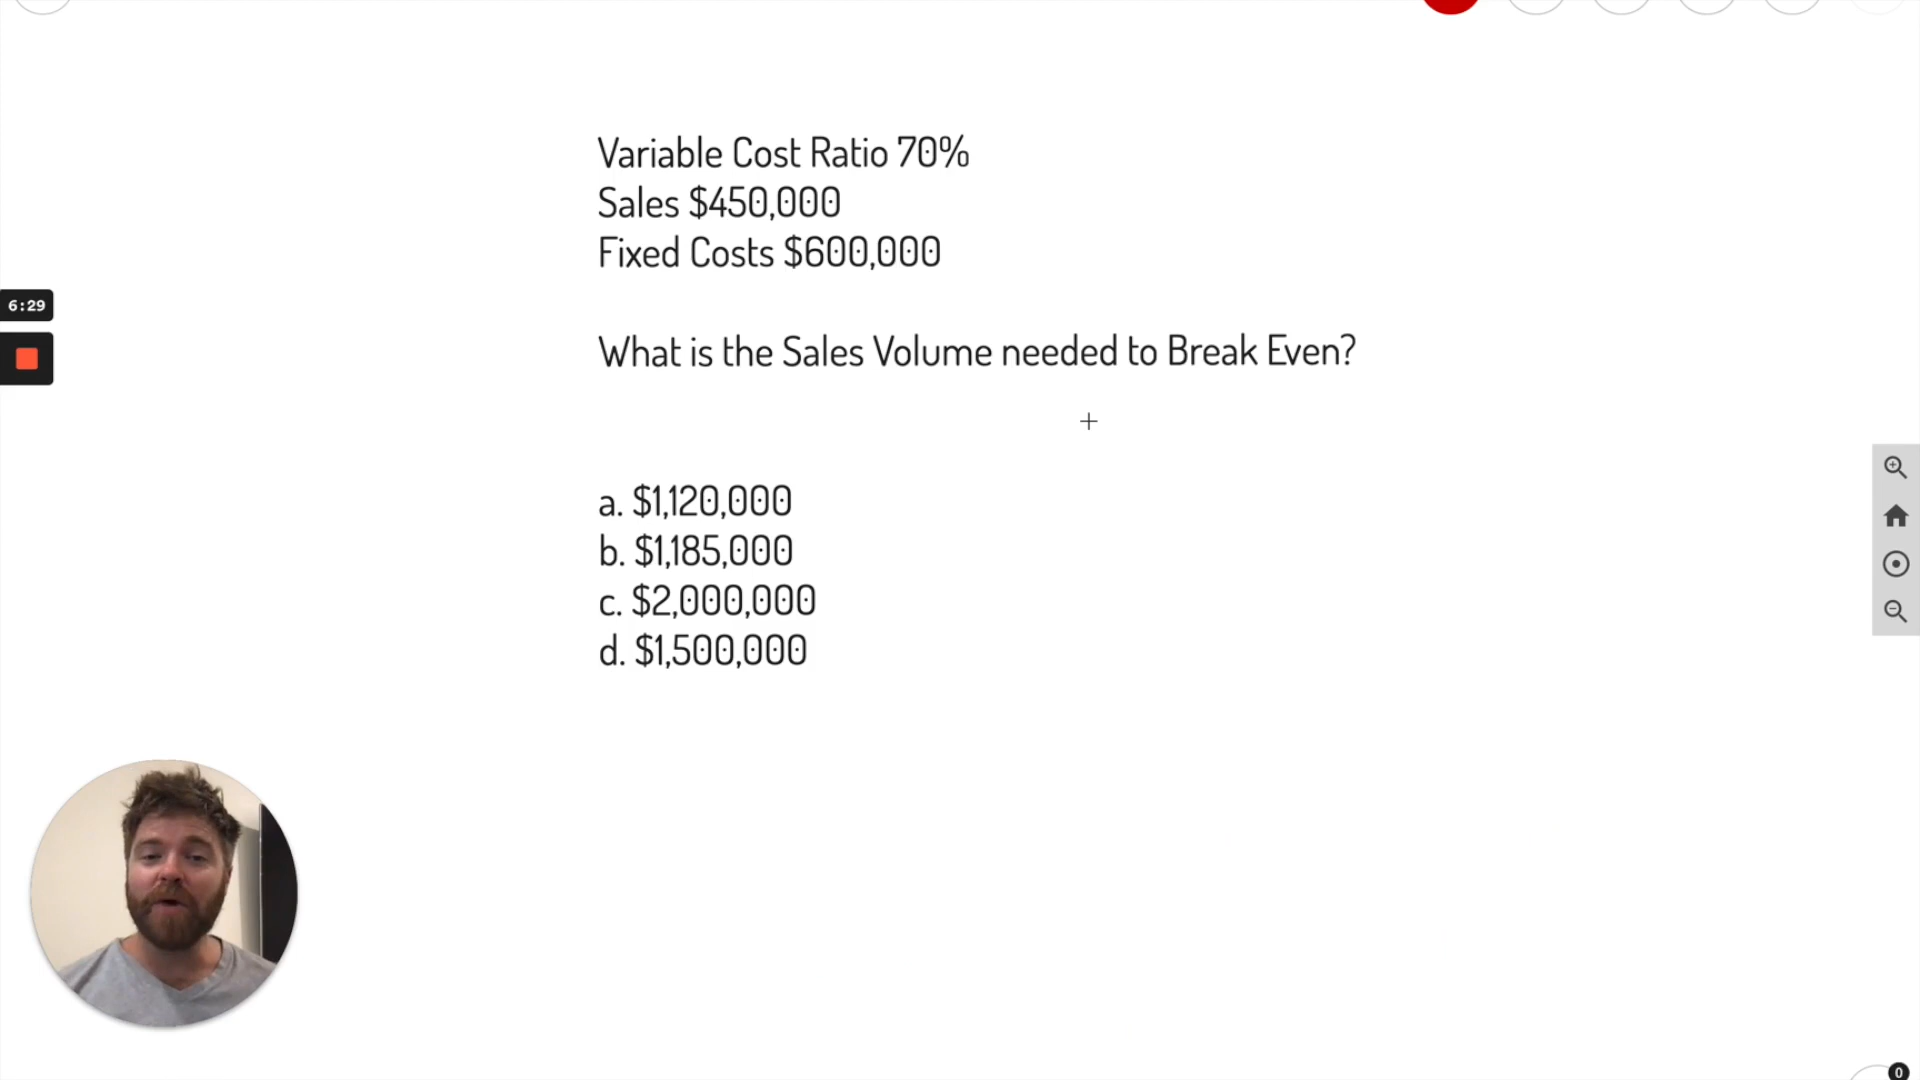 Variable Cost Ratio 70%
Sales $450,000
Fixed Costs $600,000
6:29
What is the Sales Volume needed to Break Even?
a. $1,120,000
b. $1,185,000
c. $2,000,000
d. $1,500,000
0